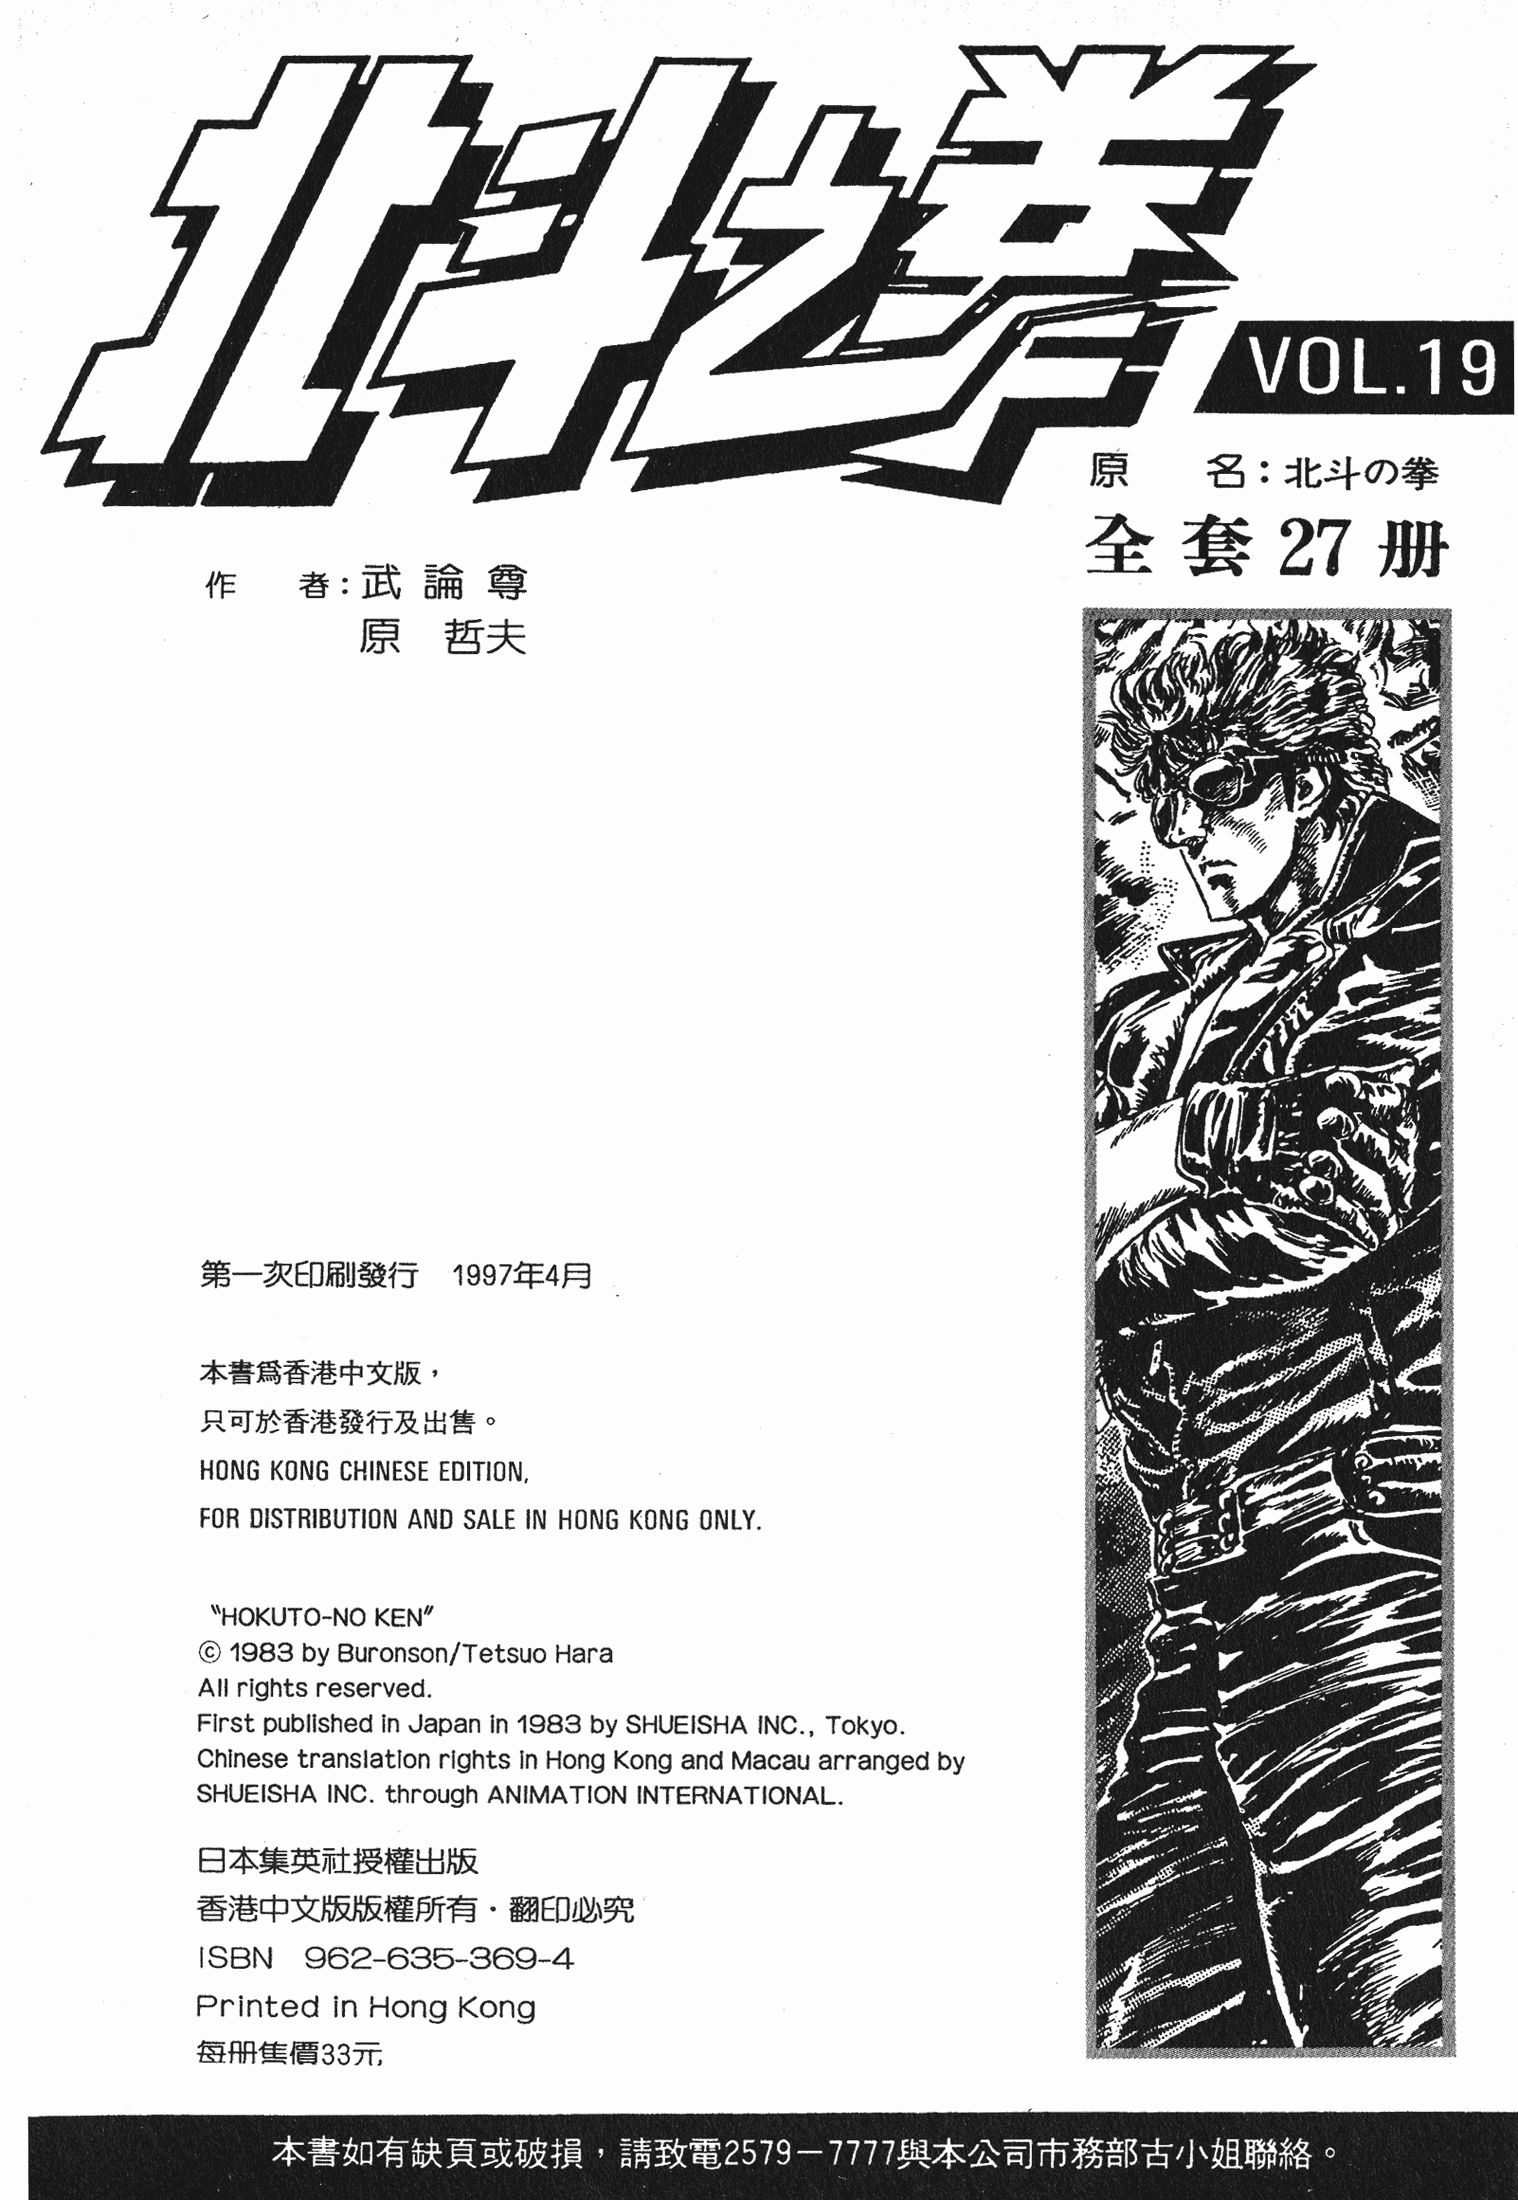 北斗之拳
VOL.19
原　名：北斗の拳
全套27册
作　者：武 論 尊
原　哲夫
第一次印刷發行　1997年4月
本書爲香港中文版，
只可於香港發行及出售。
HONG KONG CHINESE EDITION,
FOR DISTRIBUTION AND SALE IN HONG KONG ONLY.
〝HOKUTO-NO KEN〞
© 1983 by Buronson/Tetsuo Hara
All rights reserved.
First published in Japan in 1983 by SHUEISHA INC., Tokyo.
Chinese translation rights in Hong Kong and Macau arranged by
SHUEISHA INC. through ANIMATION INTERNATIONAL.
日本集英社授權出版
香港中文版版權所有・翻印必究
ISBN　962-635-369-4
Printed in Hong Kong
每册售價33元
本書如有缺頁或破損，請致電2579－7777與本公司市務部古小姐聯絡。